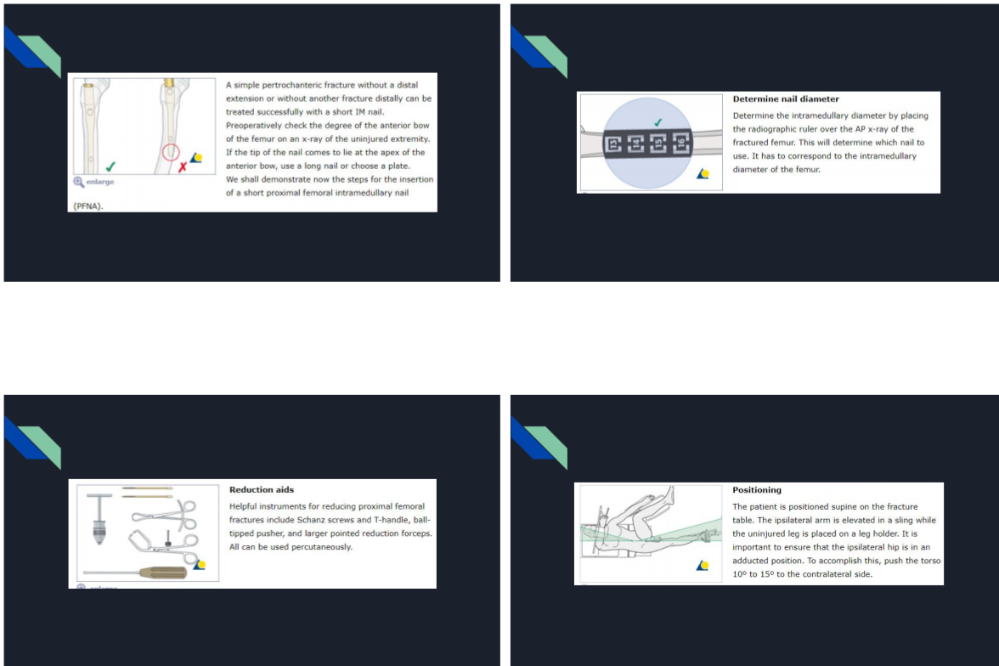 A simple pertrochanteric fracture without a distal
extension or without another fracture distally can be
treated successfully with a short IM nail.
Preoperatively check the degree of the anterior bow
of the femur on an x-ray of the uninjured extremity.
If the tip of the nail comes to lie at the apex of the
anterior bow, use a long nail or choose a plate.
We shall demonstrate now the steps for the insertion
of a short proximal femoral intramedullary nail
(PFNA).
enlarge
Determine nail diameter
Determine the intramedullary diameter by placing
the radiographic ruler over the AP x-ray of the
fractured femur. This will determine which nail to
use. It has to correspond to the intramedullary
diameter of the femur.
13 14 15 16
Reduction aids
Helpful instruments for reducing proximal femoral
fractures include Schanz screws and T-handle, ball-
tipped pusher, and larger pointed reduction forceps.
All can be used percutaneously.
Positioning
The patient is positioned supine on the fracture
table. The ipsilateral arm is elevated in a sling while
the uninjured leg is placed on a leg holder. It is
important to ensure that the ipsilateral hip is in an
adducted position. To accomplish this, push the torso
10º to 15º to the contralateral side.